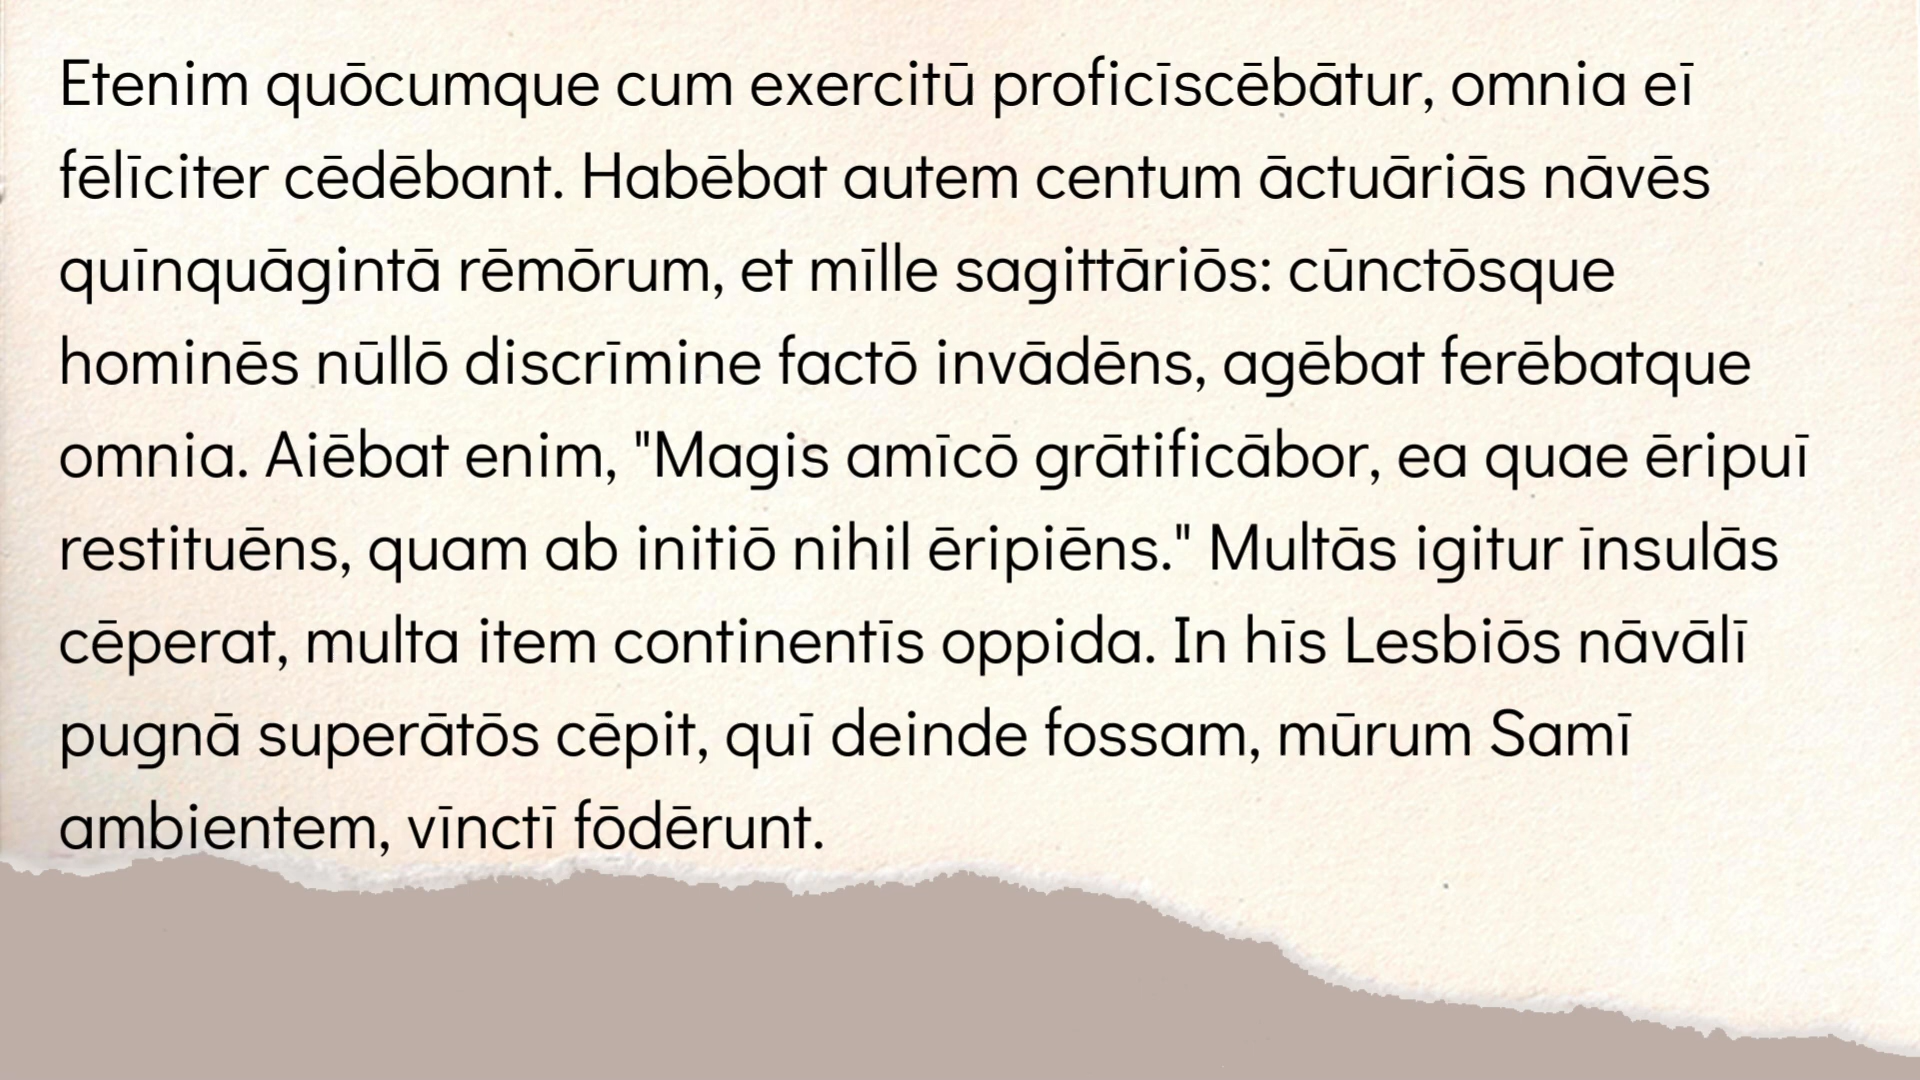 Etenim quōcumque cum exercitū proficīscēbātur, omnia eī
fēlīciter cēdēbant. Habēbat autem centum āctuāriās nāvēs
quīnquāgintā rēmōrum, et mīlle sagittāriōs: cūnctōsque
hominēs nūllō discrīmine factō invādēns, agēbat ferēbatque
omnia. Aiēbat enim, "Magis amīcō grātificābor, ea quae ēripuī
restituēns, quam ab initiō nihil ēripiēns." Multās igitur īnsulās
cēperat, multa item continentīs oppida. In hīs Lesbiōs nāvālī
pugnā superātōs cēpit, quī deinde fossam, mūrum Samī
ambientem, vīnctī fōdērunt.